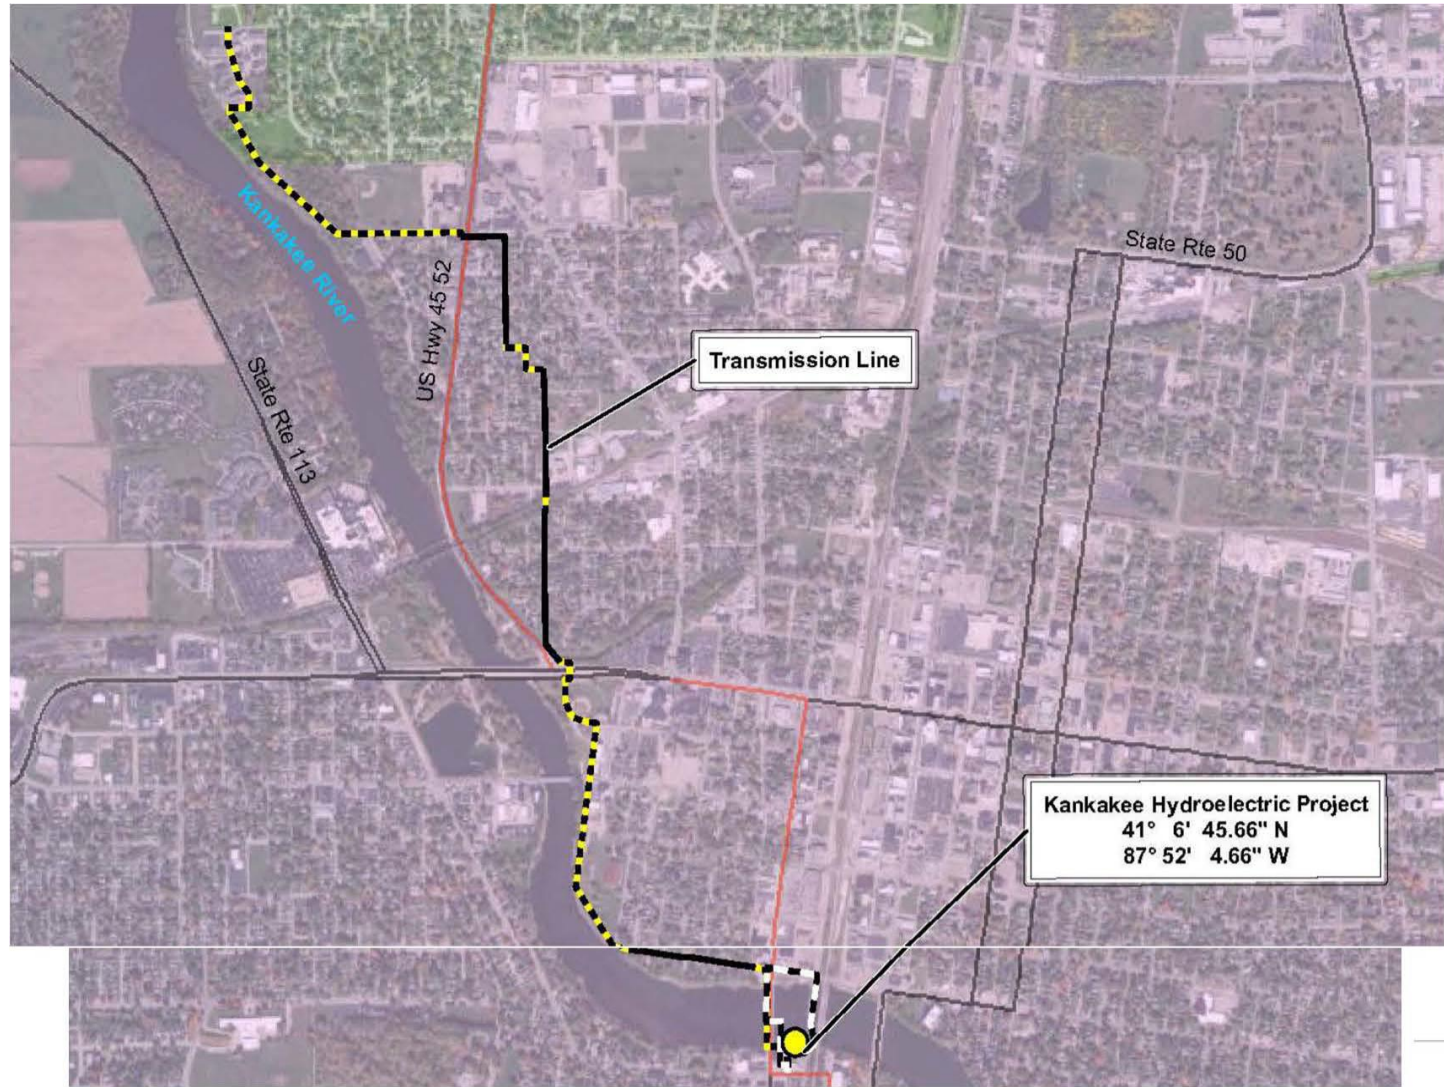 State Rte 50
Kankakee River
US Hwy 45 52
Transmission Line
State Rte 113
Kankakee Hydroelectric Project
41° 6' 45.66" N
87° 52' 4.66" W